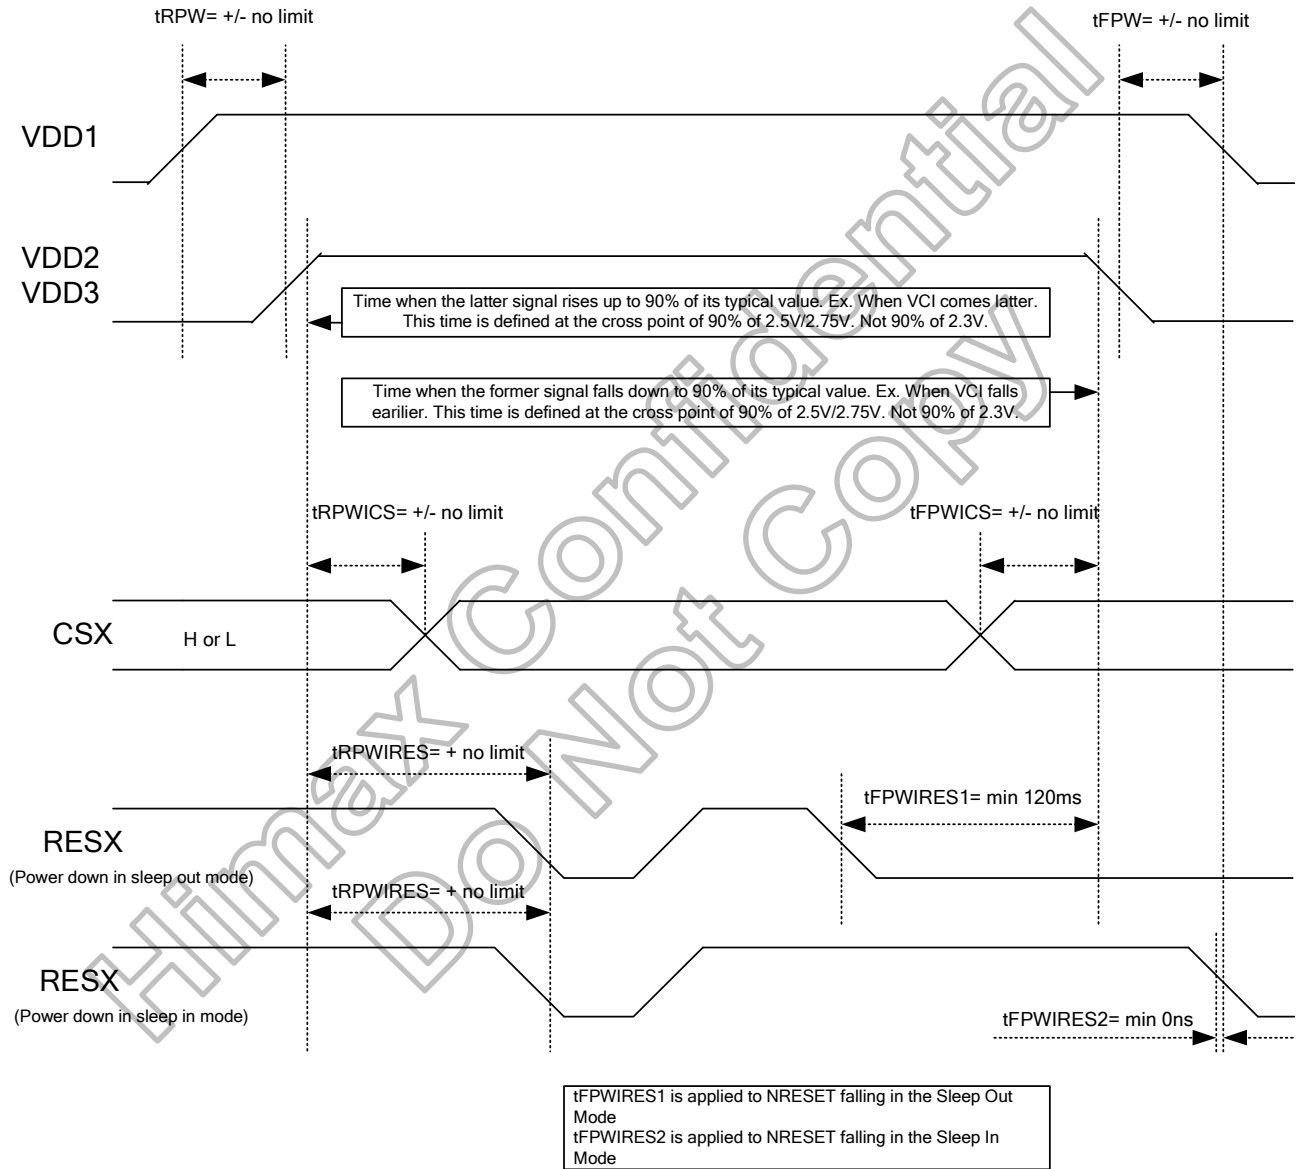 tRPW= +/- no limit
tFPW= +/- no limit
VDD1
VDD2
VDD3
Time when the latter signal rises up to 90% of its typical value. Ex. When VCI comes latter.
This time is defined at the cross point of 90% of 2.5V/2.75V. Not 90% of 2.3V.
Time when the former signal falls down to 90% of its typical value. Ex. When VCI falls
earilier. This time is defined at the cross point of 90% of 2.5V/2.75V. Not 90% of 2.3V.
tRPWICS= +/- no limit
tFPWICS= +/- no limit
CSX
H or L
tRPWIRES= + no limit
tFPWIRES1= min 120ms
RESX
(Power down in sleep out mode)
tRPWIRES= + no limit
RESX
(Power down in sleep in mode)
tFPWIRES2= min 0ns
tFPWIRES1 is applied to NRESET falling in the Sleep Out
Mode
tFPWIRES2 is applied to NRESET falling in the Sleep In
Mode
Himax Confidential
Do Not Copy